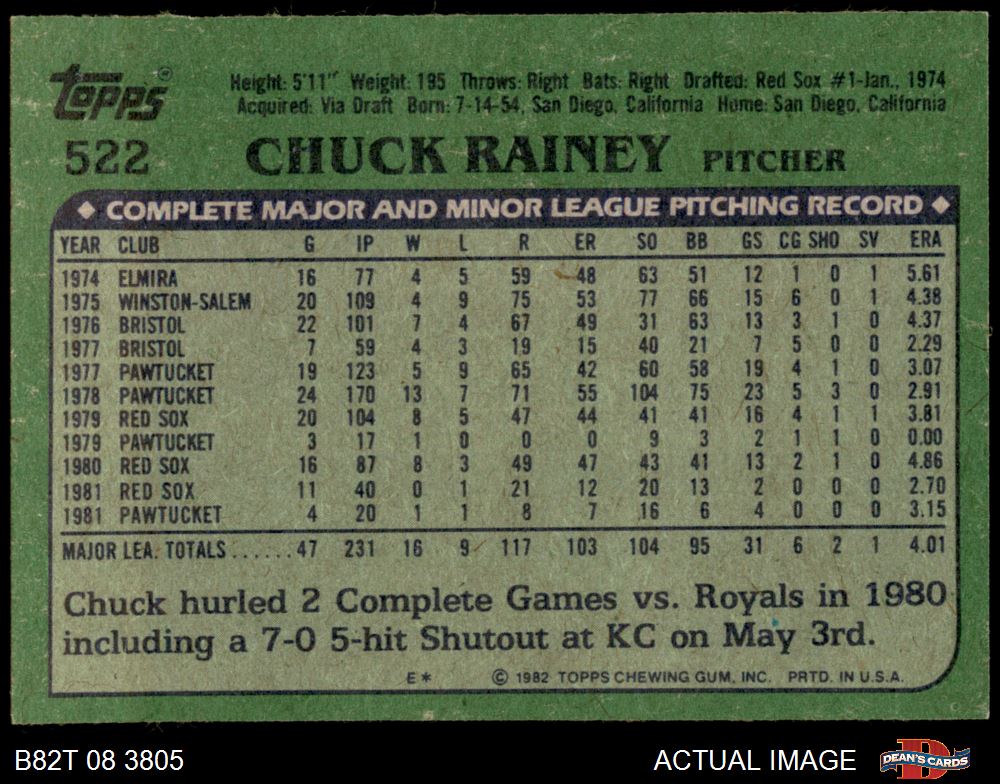 Topps ®
Height: 5'11" Weight: 195 Throws: Right Bats: Right Drafted: Red Sox #1-Jan., 1974
Acquired: Via Draft Born: 7-14-54, San Diego, California Home: San Diego, California
522 CHUCK RAINEY PITCHER
◆ COMPLETE MAJOR AND MINOR LEAGUE PITCHING RECORD ◆
YEAR CLUB G IP W L R ER SO BB GS CG SHO SV ERA
1974 ELMIRA 16 77 4 5 59 48 63 51 12 1 0 1 5.61
1975 WINSTON-SALEM 20 109 4 9 75 53 77 66 15 6 0 1 4.38
1976 BRISTOL 22 101 7 4 67 49 31 63 13 3 1 0 4.37
1977 BRISTOL 7 59 4 3 19 15 40 21 7 5 0 0 2.29
1977 PAWTUCKET 19 123 5 9 65 42 60 58 19 4 1 0 3.07
1978 PAWTUCKET 24 170 13 7 71 55 104 75 23 5 3 0 2.91
1979 RED SOX 20 104 8 5 47 44 41 41 16 4 1 1 3.81
1979 PAWTUCKET 3 17 1 0 0 0 9 3 2 1 1 0 0.00
1980 RED SOX 16 87 8 3 49 47 43 41 13 2 1 0 4.86
1981 RED SOX 11 40 0 1 21 12 20 13 2 0 0 0 2.70
1981 PAWTUCKET 4 20 1 1 8 7 16 6 4 0 0 0 3.15
MAJOR LEA. TOTALS......47 231 16 9 117 103 104 95 31 6 2 1 4.01
Chuck hurled 2 Complete Games vs. Royals in 1980
including a 7-0 5-hit Shutout at KC on May 3rd.
E* © 1982 TOPPS CHEWING GUM, INC. PRTD. IN U.S.A.
B82T 08 3805 ACTUAL IMAGE DEAN'S CARDS